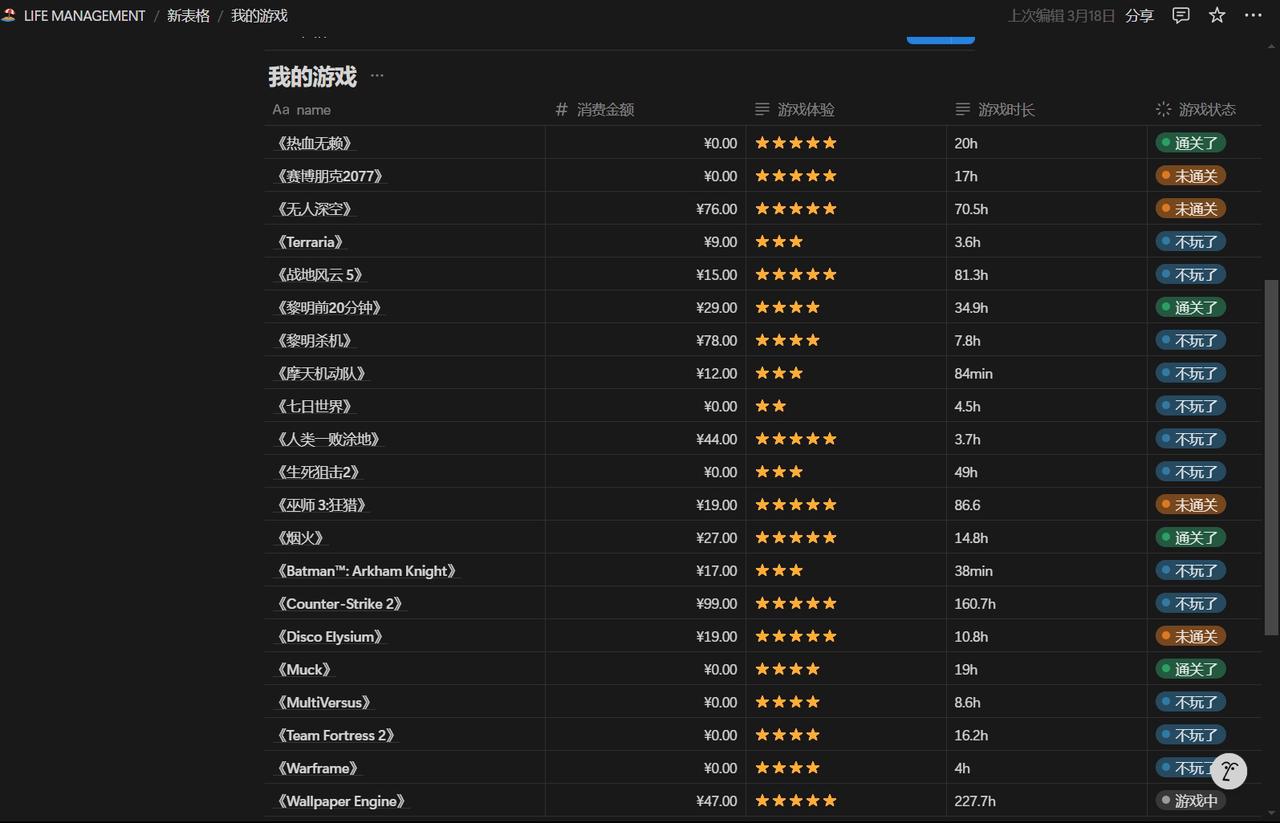 LIFE MANAGEMENT / 新表格 / 我的游戏 上次编辑 3月18日 分享
我的游戏
Aa name # 消费金额 游戏体验 游戏时长 游戏状态
《热血无赖》 ¥0.00 ★★★★★ 20h 通关了
《赛博朋克2077》 ¥0.00 ★★★★★ 17h 未通关
《无人深空》 ¥76.00 ★★★★★ 70.5h 未通关
《Terraria》 ¥9.00 ★★★ 3.6h 不玩了
《战地风云 5》 ¥15.00 ★★★★★ 81.3h 不玩了
《黎明前20分钟》 ¥29.00 ★★★★ 34.9h 通关了
《黎明杀机》 ¥78.00 ★★★★ 7.8h 不玩了
《摩天机动队》 ¥12.00 ★★★ 84min 不玩了
《七日世界》 ¥0.00 ★★ 4.5h 不玩了
《人类一败涂地》 ¥44.00 ★★★★★ 3.7h 不玩了
《生死狙击2》 ¥0.00 ★★★ 49h 不玩了
《巫师 3:狂猎》 ¥19.00 ★★★★★ 86.6 未通关
《烟火》 ¥27.00 ★★★★★ 14.8h 通关了
《Batman™: Arkham Knight》 ¥17.00 ★★★ 38min 不玩了
《Counter-Strike 2》 ¥99.00 ★★★★★ 160.7h 不玩了
《Disco Elysium》 ¥19.00 ★★★★★ 10.8h 未通关
《Muck》 ¥0.00 ★★★★ 19h 通关了
《MultiVersus》 ¥0.00 ★★★★ 8.6h 不玩了
《Team Fortress 2》 ¥0.00 ★★★★ 16.2h 不玩了
《Warframe》 ¥0.00 ★★★★ 4h 不玩
《Wallpaper Engine》 ¥47.00 ★★★★★ 227.7h 游戏中